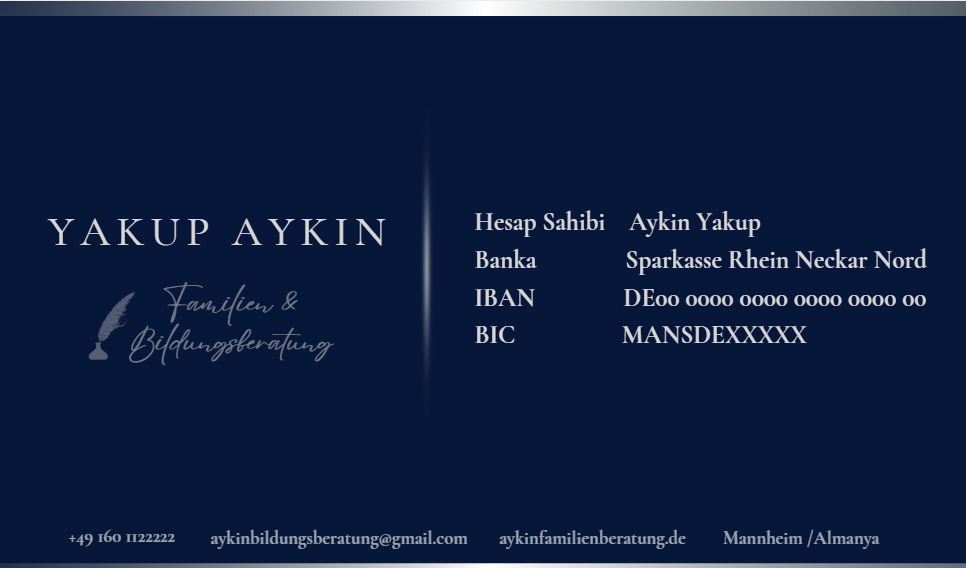 YAKUP AYKIN
Familien &
Bildungsberatung
Hesap Sahibi Aykin Yakup
Banka Sparkasse Rhein Neckar Nord
IBAN DE00 0000 0000 0000 0000 00
BIC MANSDEXXXXX
+49 160 1122222 aykinbildungsberatung@gmail.com aykinfamilienberatung.de Mannheim /Almanya